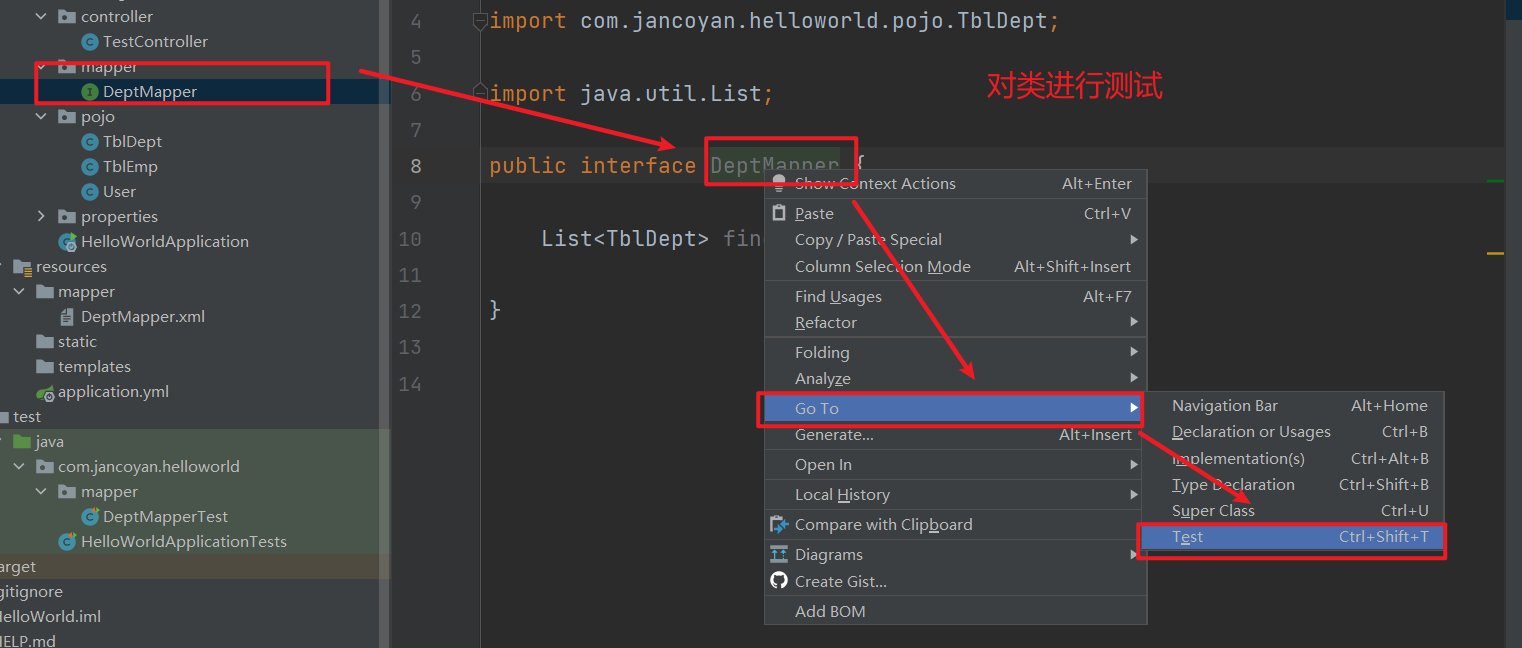 controller
TestController
mapper
DeptMapper
pojo
TblDept
TblEmp
User
properties
HelloWorldApplication
resources
mapper
DeptMapper.xml
static
templates
application.yml
test
java
com.jancoyan.helloworld
mapper
DeptMapperTest
HelloWorldApplicationTests
arget
gitignore
HelloWorld.iml
HELP.md
4 import com.jancoyan.helloworld.pojo.TblDept;
5
对类进行测试
6 import java.util.List;
7
8 public interface DeptMapper {
9
10 List<TblDept> fin
11
12 }
13
14
Show Context Actions Alt+Enter
Paste Ctrl+V
Copy / Paste Special
Column Selection Mode Alt+Shift+Insert
Find Usages Alt+F7
Refactor
Folding
Analyze
Go To
Generate... Alt+Insert
Open In
Local History
Compare with Clipboard
Diagrams
Create Gist...
Add BOM
Navigation Bar Alt+Home
Declaration or Usages Ctrl+B
Implementation(s) Ctrl+Alt+B
Type Declaration Ctrl+Shift+B
Super Class Ctrl+U
Test Ctrl+Shift+T